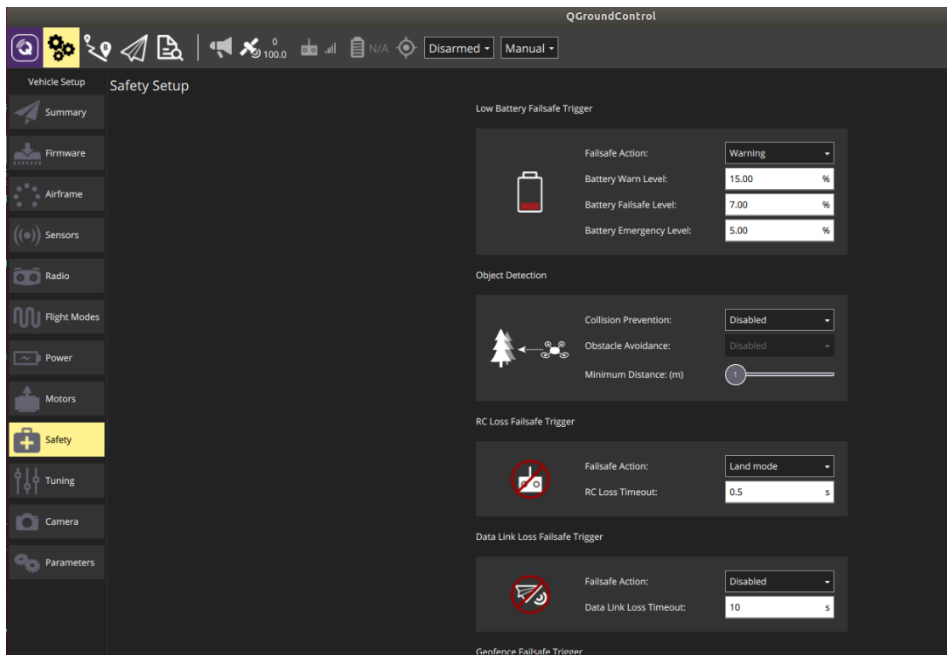 QGroundControl
0
100.0
N/A
Disarmed
Manual
Vehicle Setup
Safety Setup
Summary
Firmware
Airframe
Sensors
Radio
Flight Modes
Power
Motors
Safety
Tuning
Camera
Parameters
Low Battery Failsafe Trigger
Failsafe Action: Warning
Battery Warn Level: 15.00 %
Battery Failsafe Level: 7.00 %
Battery Emergency Level: 5.00 %
Object Detection
Collision Prevention: Disabled
Obstacle Avoidance: Disabled
Minimum Distance: (m) 1
RC Loss Failsafe Trigger
Failsafe Action: Land mode
RC Loss Timeout: 0.5 s
Data Link Loss Failsafe Trigger
Failsafe Action: Disabled
Data Link Loss Timeout: 10 s
Geofence Failsafe Trigger